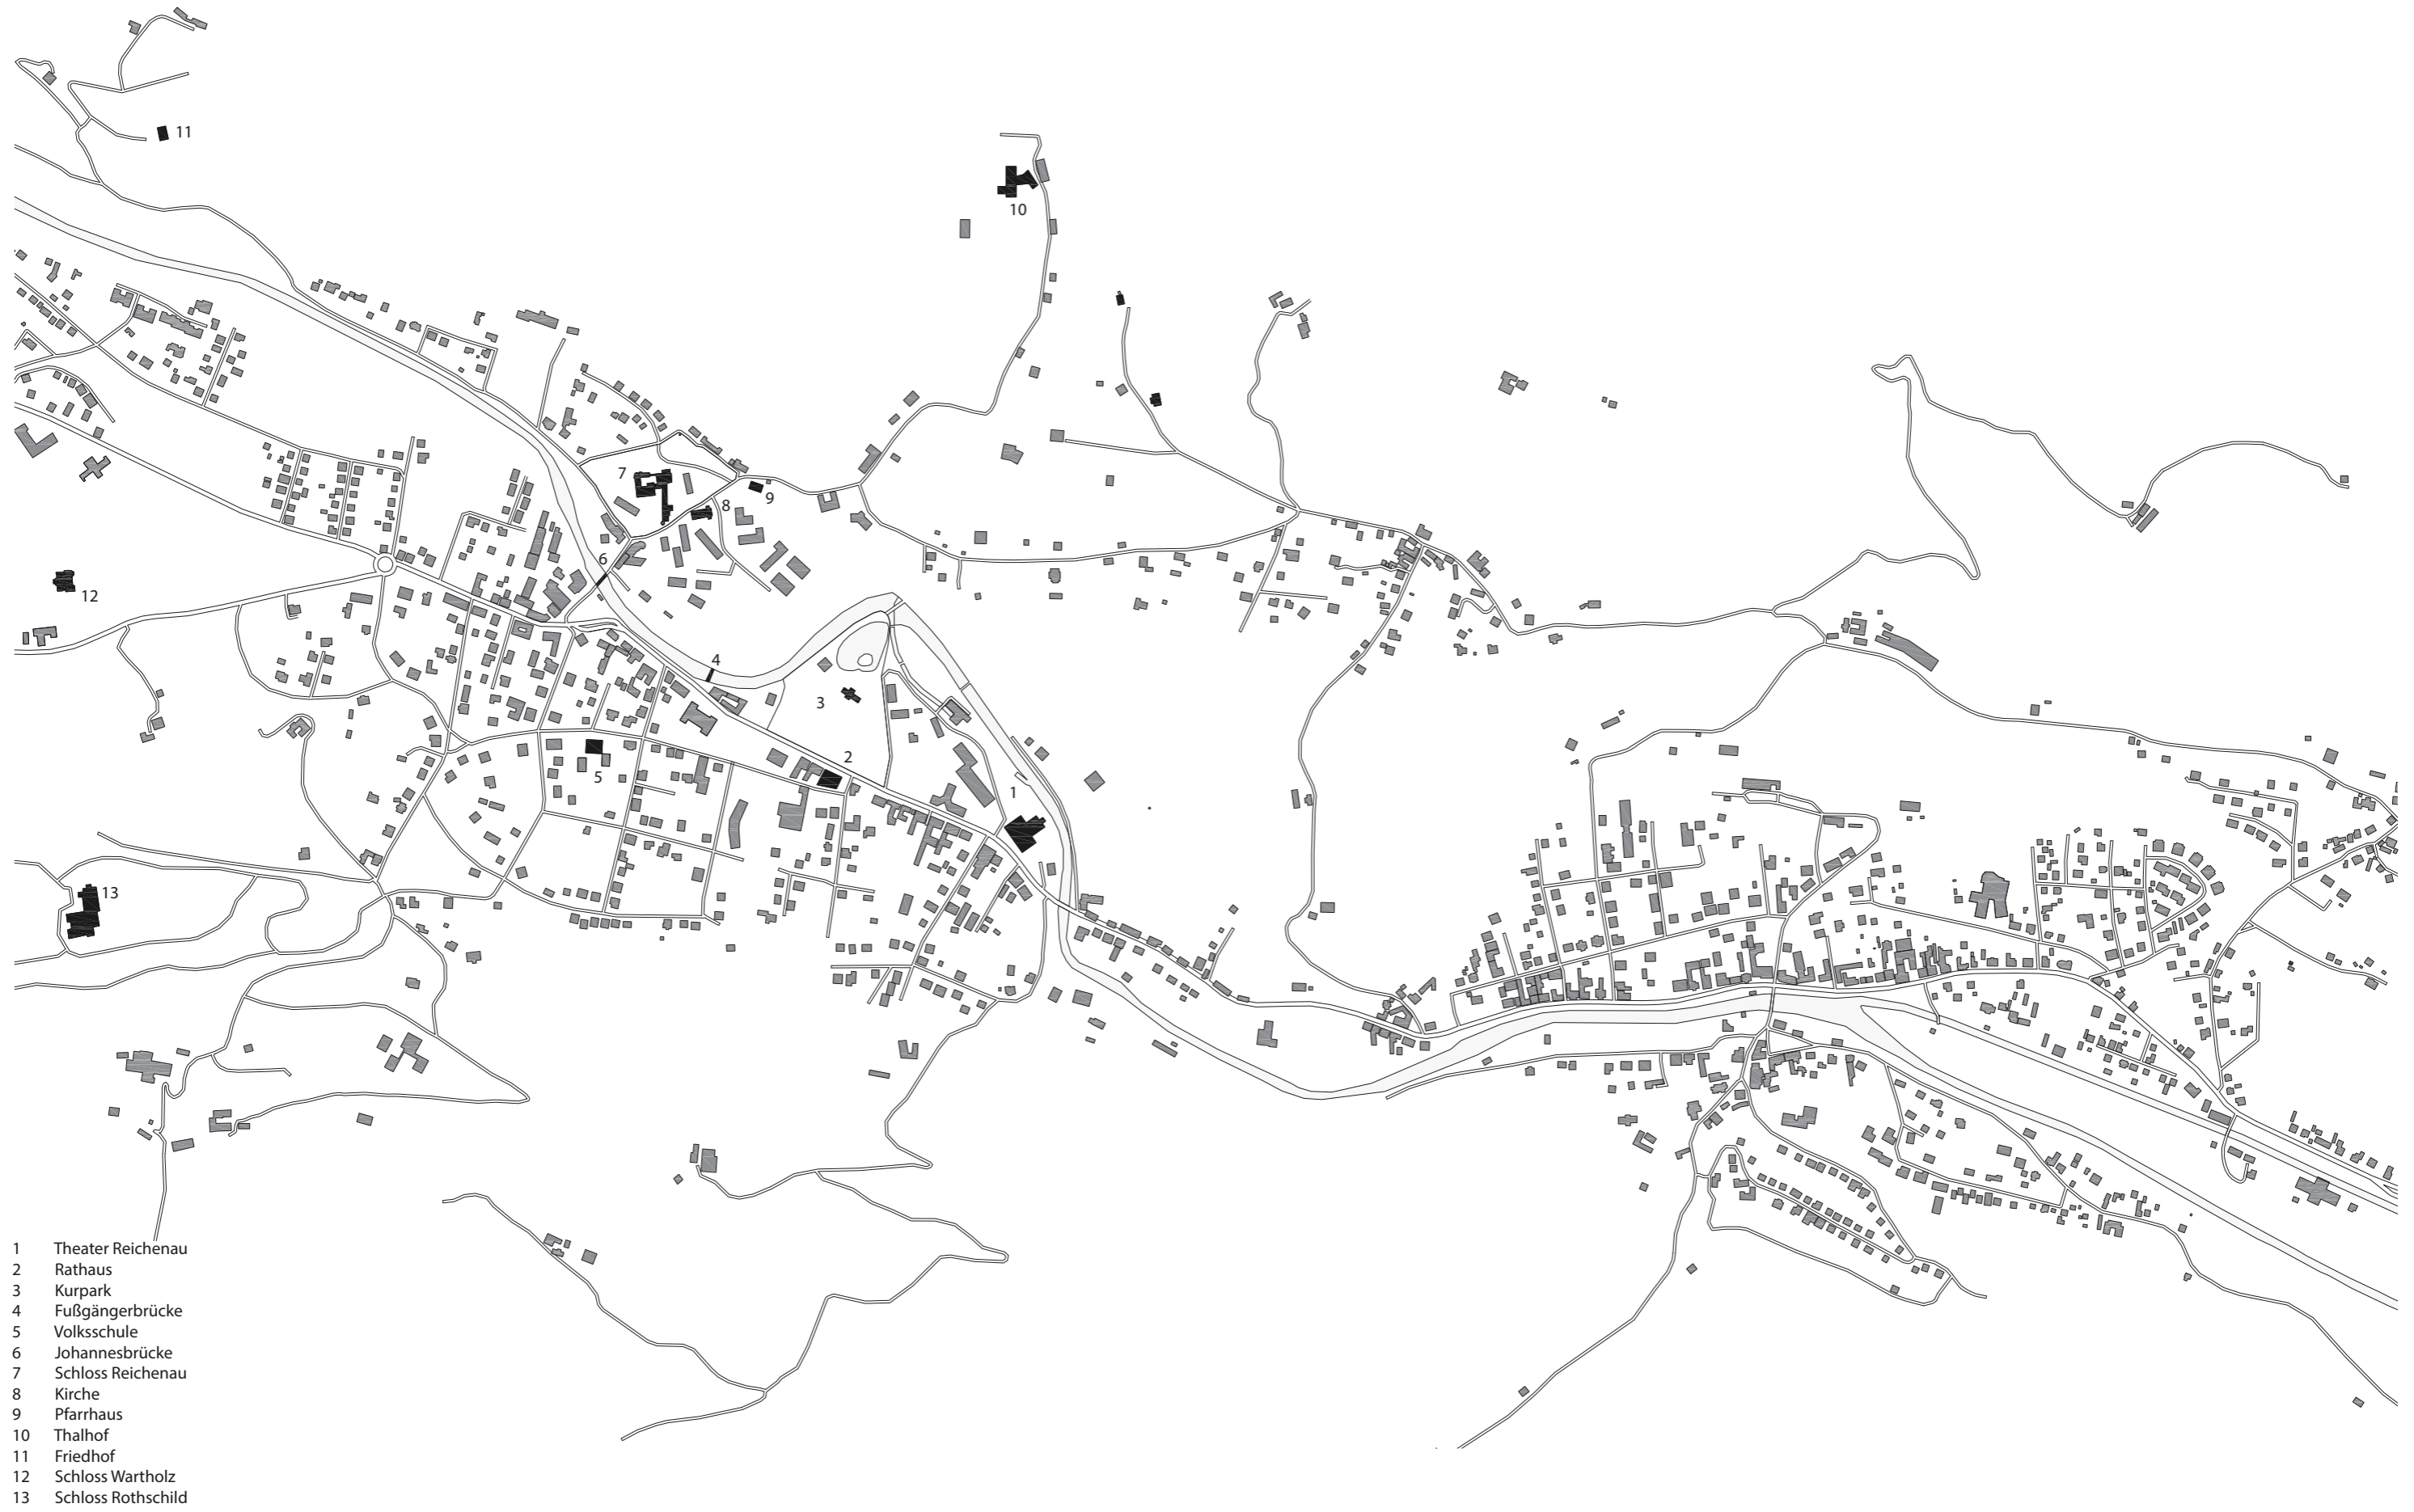 11
10
7
9
8
6
12
4
3
2
5
1
13
1 Theater Reichenau
2 Rathaus
3 Kurpark
4 Fußgängerbrücke
5 Volksschule
6 Johannesbrücke
7 Schloss Reichenau
8 Kirche
9 Pfarrhaus
10 Thalhof
11 Friedhof
12 Schloss Wartholz
13 Schloss Rothschild